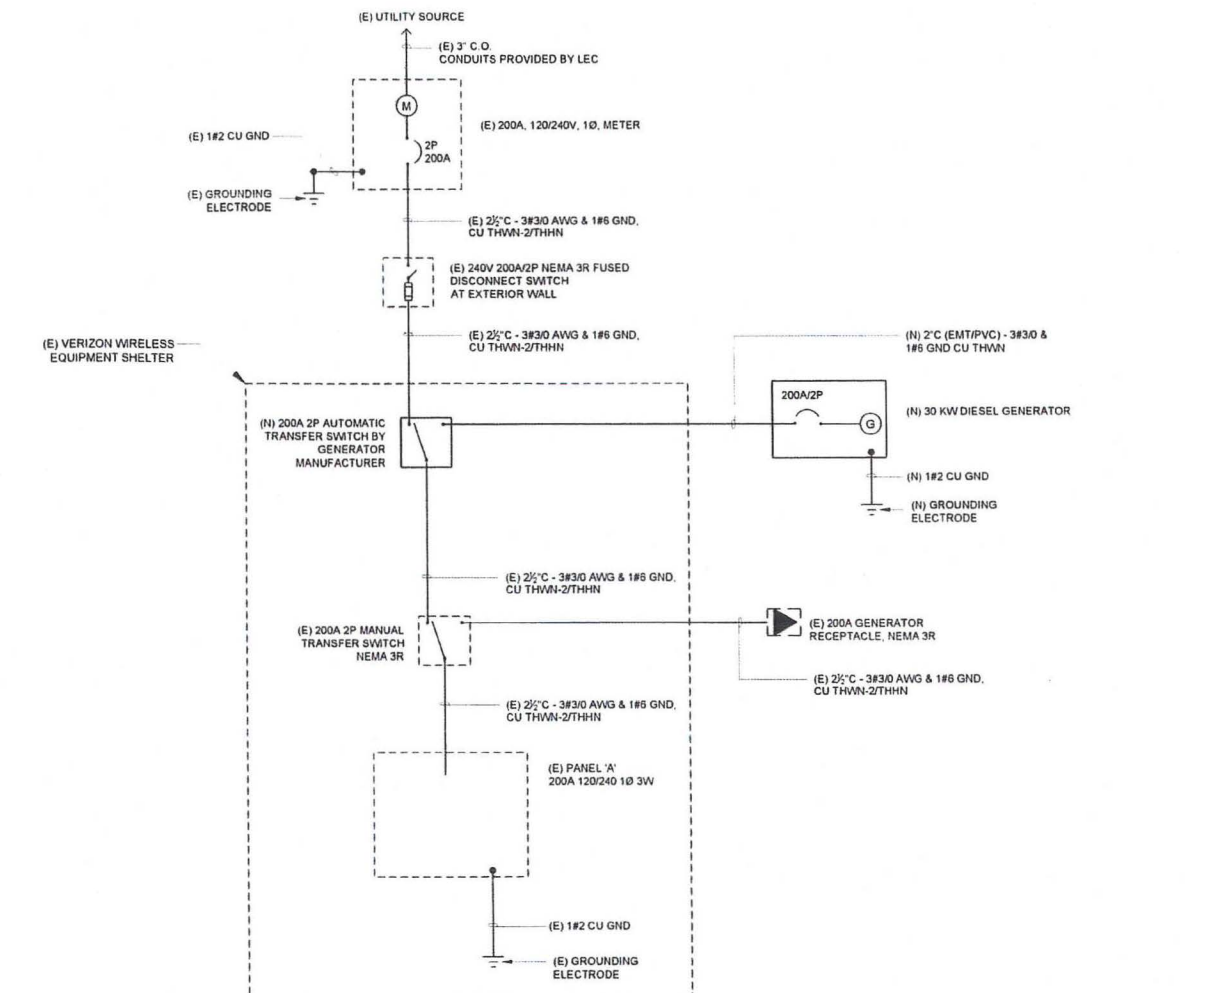 (E) UTILITY SOURCE
(E) 3" C.O.
CONDUITS PROVIDED BY LEC
M
(E) 200A, 120/240V, 1Ø, METER
(E) 1#2 CU GND
2P
200A
(E) GROUNDING
ELECTRODE
(E) 2½"C - 3#3/0 AWG & 1#6 GND,
CU THWN-2/THHN
(E) 240V 200A/2P NEMA 3R FUSED
DISCONNECT SWITCH
AT EXTERIOR WALL
(E) 2½"C - 3#3/0 AWG & 1#6 GND,
CU THWN-2/THHN
(N) 2"C (EMT/PVC) - 3#3/0 &
1#6 GND CU THWN
(E) VERIZON WIRELESS
EQUIPMENT SHELTER
200A/2P
G
(N) 30 KW DIESEL GENERATOR
(N) 200A 2P AUTOMATIC
TRANSFER SWITCH BY
GENERATOR
MANUFACTURER
(N) 1#2 CU GND
(N) GROUNDING
ELECTRODE
(E) 2½"C - 3#3/0 AWG & 1#6 GND,
CU THWN-2/THHN
(E) 200A 2P MANUAL
TRANSFER SWITCH
NEMA 3R
(E) 200A GENERATOR
RECEPTACLE, NEMA 3R
(E) 2½"C - 3#3/0 AWG & 1#6 GND,
CU THWN-2/THHN
(E) 2½"C - 3#3/0 AWG & 1#6 GND,
CU THWN-2/THHN
(E) PANEL 'A'
200A 120/240 1Ø 3W
(E) 1#2 CU GND
(E) GROUNDING
ELECTRODE